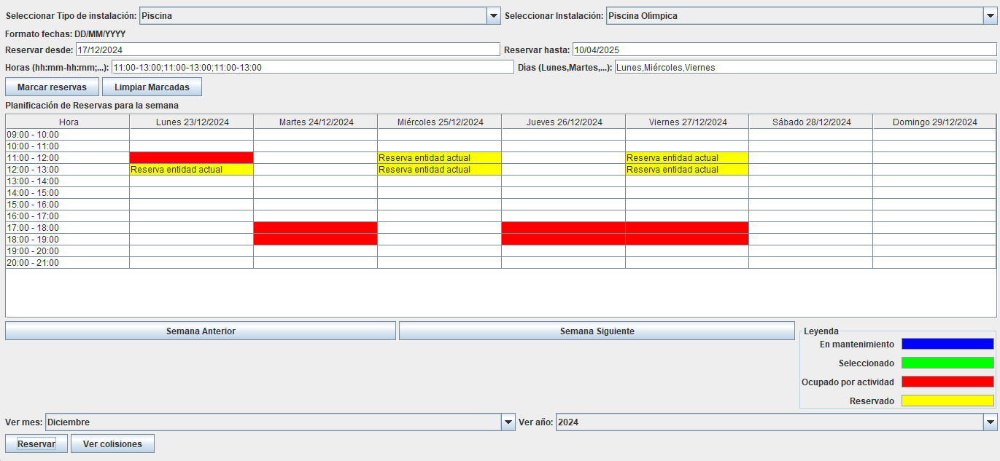 Seleccionar Tipo de instalación: Piscina Seleccionar Instalación: Piscina Olímpica
Formato fechas: DD/MM/YYYY
Reservar desde: 17/12/2024 Reservar hasta: 10/04/2025
Horas (hh:mm-hh:mm;...): 11:00-13:00;11:00-13:00;11:00-13:00 Días (Lunes,Martes,...): Lunes,Miércoles,Viernes
Marcar reservas Limpiar Marcadas
Planificación de Reservas para la semana
Hora Lunes 23/12/2024 Martes 24/12/2024 Miércoles 25/12/2024 Jueves 26/12/2024 Viernes 27/12/2024 Sábado 28/12/2024 Domingo 29/12/2024
09:00 - 10:00
10:00 - 11:00
11:00 - 12:00 Reserva entidad actual Reserva entidad actual
12:00 - 13:00 Reserva entidad actual Reserva entidad actual Reserva entidad actual
13:00 - 14:00
14:00 - 15:00
15:00 - 16:00
16:00 - 17:00
17:00 - 18:00
18:00 - 19:00
19:00 - 20:00
20:00 - 21:00
Semana Anterior Semana Siguiente
Leyenda
En mantenimiento
Seleccionado
Ocupado por actividad
Reservado
Ver mes: Diciembre Ver año: 2024
Reservar Ver colisiones